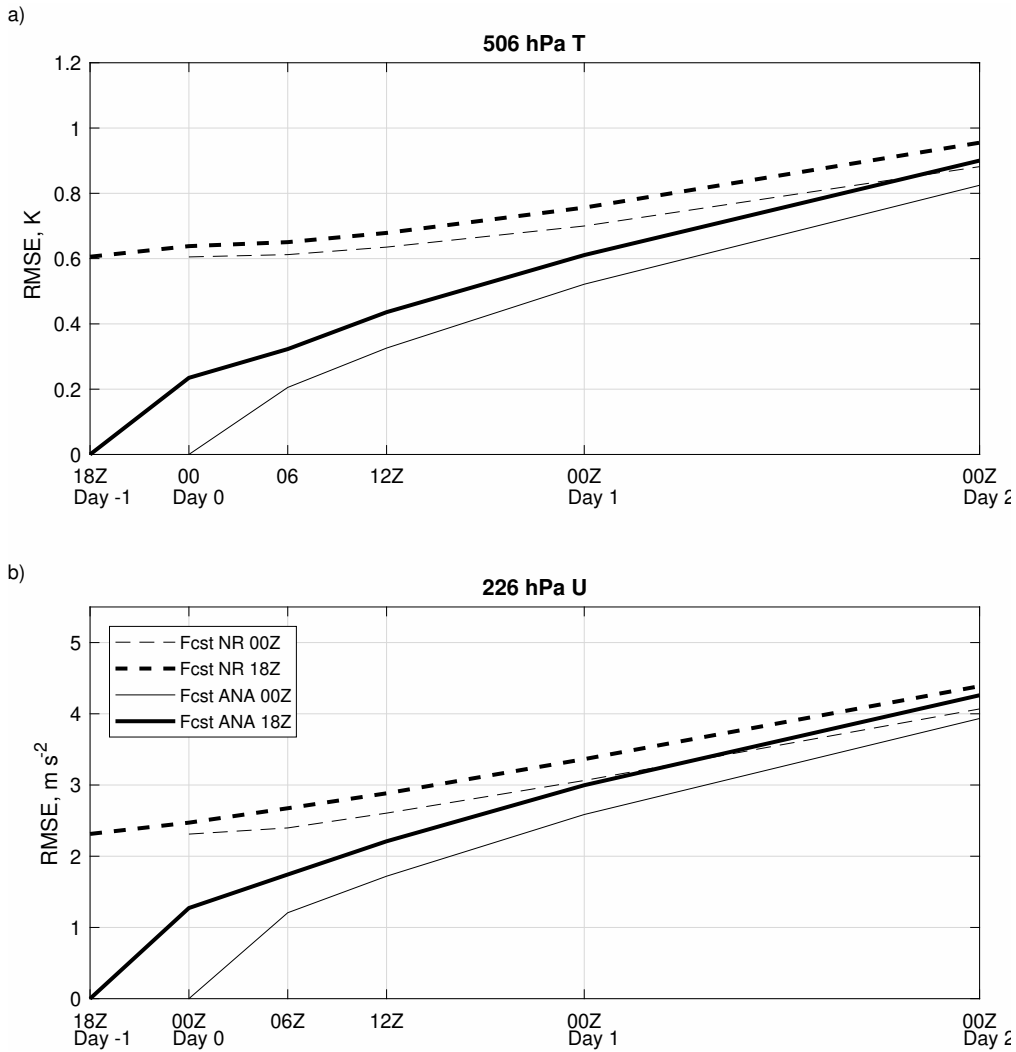 a)
506 hPa T
1.2
1
0.8
0.6
0.4
0.2
0
RMSE, K
18Z 00 06 12Z 00Z 00Z
Day -1 Day 0 Day 1 Day 2
b)
226 hPa U
5
4
3
2
1
0
RMSE, m s-2
Fcst NR 00Z
Fcst NR 18Z
Fcst ANA 00Z
Fcst ANA 18Z
18Z 00Z 06Z 12Z 00Z 00Z
Day -1 Day 0 Day 1 Day 2